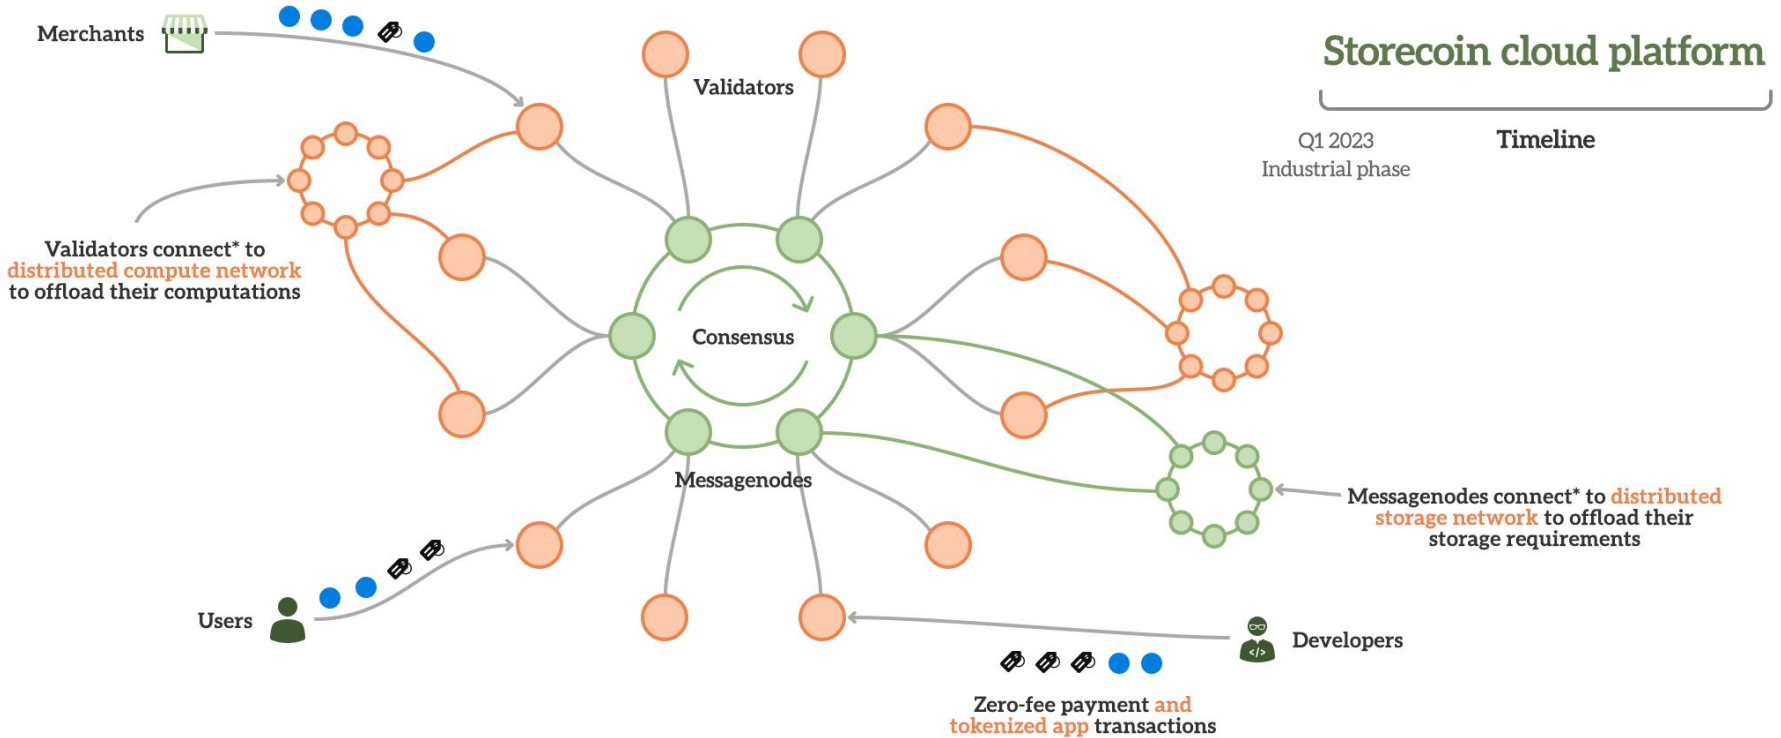 Merchants
Validators
Storecoin cloud platform
Q1 2023
Industrial phase
Timeline
Validators connect* to
distributed compute network
to offload their computations
Consensus
Messagenodes
Messagenodes connect* to distributed
storage network to offload their
storage requirements
Users
</>
Developers
Zero-fee payment and
tokenized app transactions